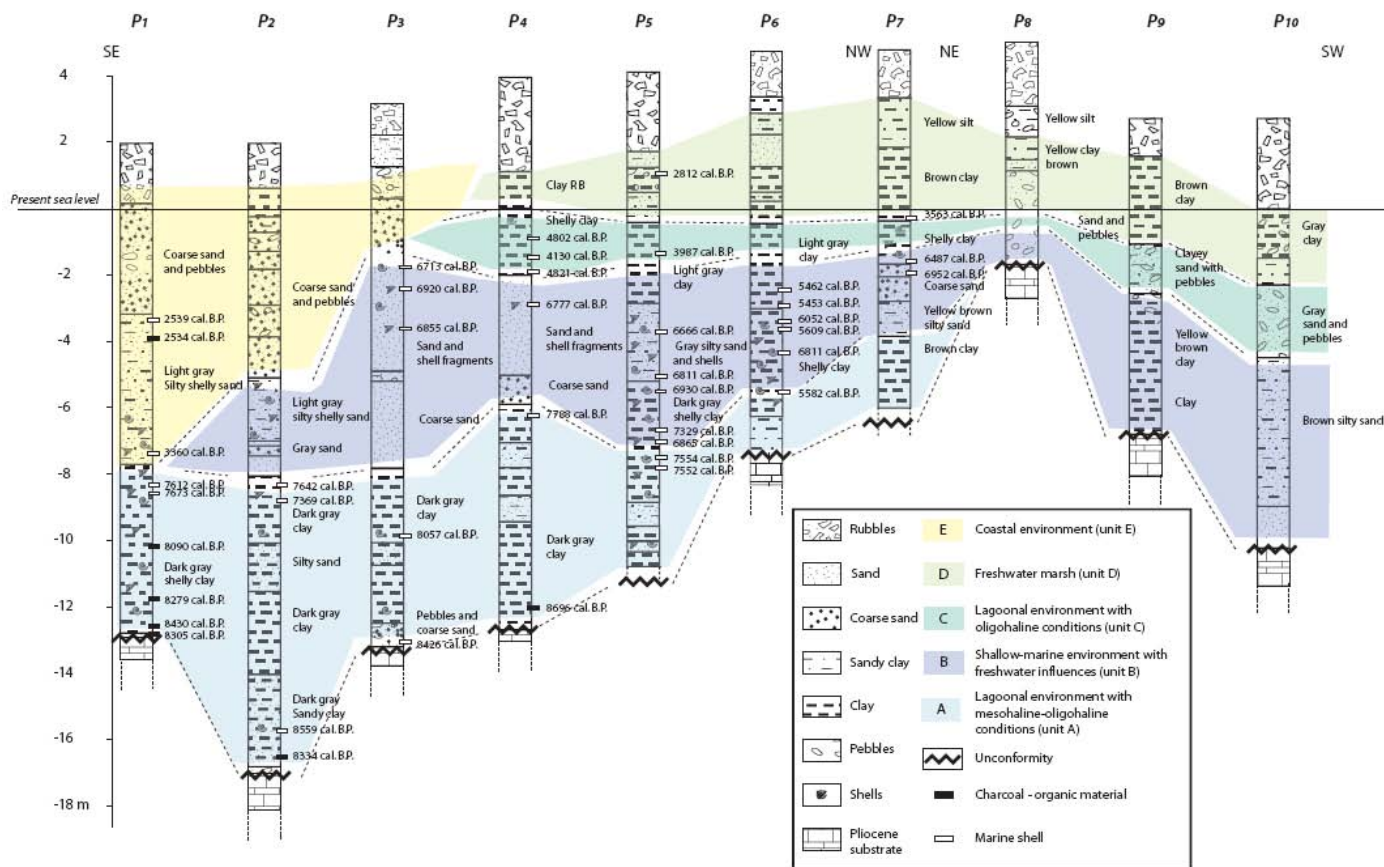 P1 P2 P3 P4 P5 P6 P7 P8 P9 P10
SE NW NE SW
4
2
Present sea level
-2
-4
-6
-8
-10
-12
-14
-16
-18 m
Coarse sand
and pebbles
2539 cal. B.P.
2534 cal. B.P.
Light gray
Silty shelly sand
3360 cal. B.P.
7612 cal. B.P.
7673 cal. B.P.
8090 cal. B.P.
Dark gray
shelly clay
8279 cal. B.P.
8430 cal. B.P.
8305 cal. B.P.
Coarse sand
and pebbles
Light gray
silty shelly sand
Gray sand
7642 cal. B.P.
7369 cal. B.P.
Dark gray
clay
Silty sand
Dark gray
clay
Dark gray
Sandy clay
8559 cal. B.P.
8334 cal. B.P.
6713 cal. B.P.
6920 cal. B.P.
6855 cal. B.P.
Sand and
shell fragments
Coarse sand
Dark gray
clay
8057 cal. B.P.
Pebbles and
coarse sand
8426 cal. B.P.
Clay RB
Shelly clay
4802 cal. B.P.
4130 cal. B.P.
4821 cal. B.P.
6777 cal. B.P.
Sand and
shell fragments
Coarse sand
7788 cal. B.P.
Dark gray
clay
8696 cal. B.P.
2812 cal. B.P.
3987 cal. B.P.
Light gray
clay
6666 cal. B.P.
Gray silty sand
and shells
6811 cal. B.P.
6930 cal. B.P.
Dark gray
shelly clay
7329 cal. B.P.
6865 cal. B.P.
7554 cal. B.P.
7552 cal. B.P.
Light gray
clay
5462 cal. B.P.
5453 cal. B.P.
6052 cal. B.P.
5609 cal. B.P.
6811 cal. B.P.
Shelly clay
5582 cal. B.P.
Yellow silt
Brown clay
3563 cal. B.P.
Shelly clay
6487 cal. B.P.
6952 cal. B.P.
Coarse sand
Yellow brown
silty sand
Brown clay
Yellow silt
Yellow clay
brown
Sand and
pebbles
Brown
clay
Clayey
sand with
pebbles
Yellow
brown
clay
Clay
Gray
clay
Gray
sand and
pebbles
Brown silty sand
Rubbles
Sand
Coarse sand
Sandy clay
Clay
Pebbles
Shells
Pliocene
substrate
E Coastal environment (unit E)
D Freshwater marsh (unit D)
C Lagoonal environment with
oligohaline conditions (unit C)
B Shallow-marine environment with
freshwater influences (unit B)
A Lagoonal environment with
mesohaline-oligohaline
conditions (unit A)
Unconformity
Charcoal - organic material
Marine shell